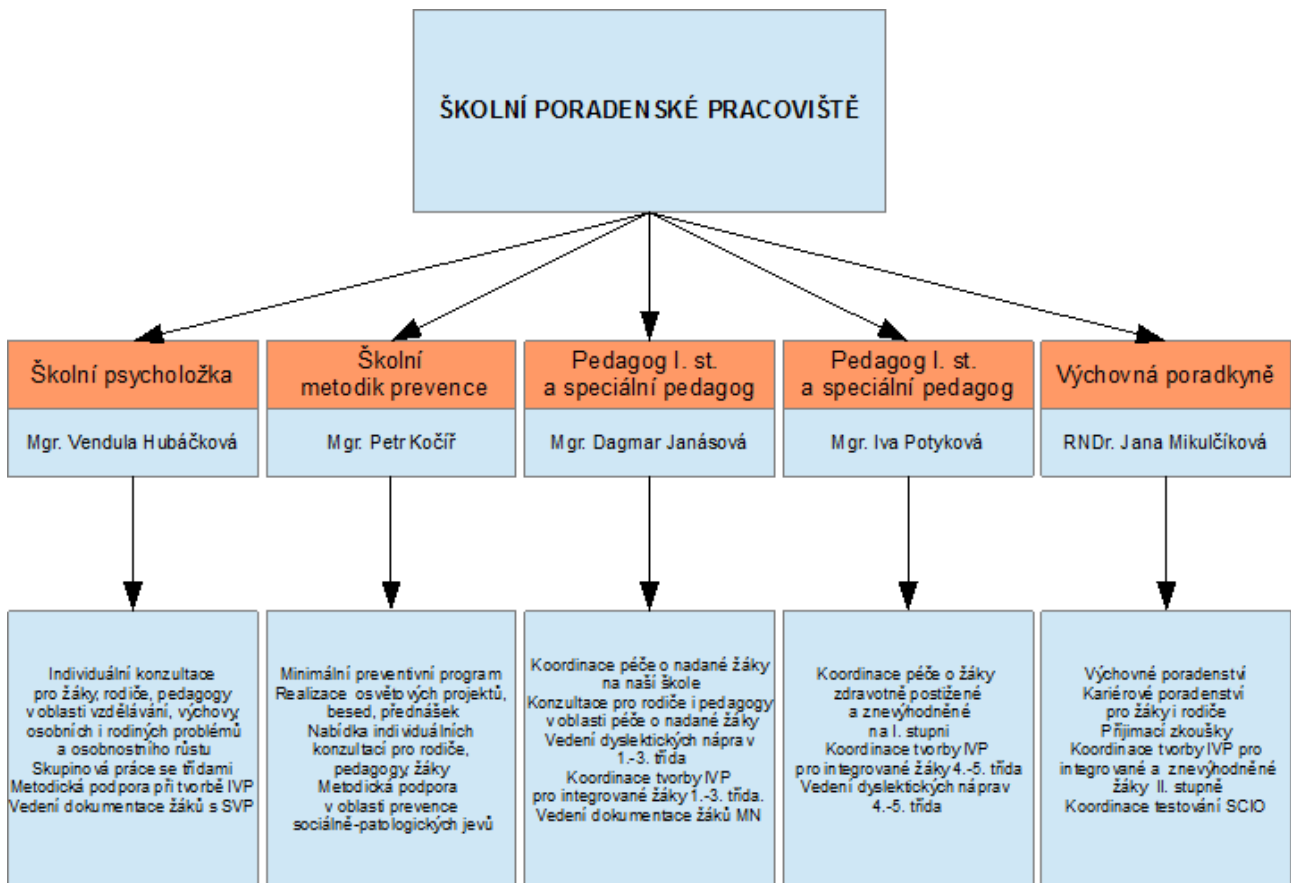 ŠKOLNÍ PORADENSKÉ PRACOVIŠTĚ
Školní psycholožka
Mgr. Vendula Hubáčková
Individuální konzultace
pro žáky, rodiče, pedagogy
v oblasti vzdělávání, výchovy,
osobních i rodiných problémů
a osobnostního růstu
Skupinová práce se třídami
Metodická podpora při tvorbě IVP
Vedení dokumentace žáků s SVP
Školní
metodik prevence
Mgr. Petr Kočíř
Minimální preventivní program
Realizace osvětových projektů,
besed, přednášek
Nabídka individuálních
konzultací pro rodiče,
pedagogy, žáky
Metodická podpora
v oblasti prevence
sociálně-patologických jevů
Pedagog I. st.
a speciální pedagog
Mgr. Dagmar Janásová
Koordinace péče o nadané žáky
na naší škole
Konzultace pro rodiče i pedagogy
v oblasti péče o nadané žáky
Vedení dyslektických náprav
1.-3. třída
Koordinace tvorby IVP
pro integrované žáky 1.-3. třída.
Vedení dokumentace žáků MN
Pedagog I. st.
a speciální pedagog
Mgr. Iva Potyková
Koordinace péče o žáky
zdravotně postižené
a znevýhodněné
na I. stupni
Koordinace tvorby IVP
pro integrované žáky 4.-5. třída
Vedení dyslektických náprav
4.-5. třída
Výchovná poradkyně
RNDr. Jana Mikulčíková
Výchovné poradenství
Kariérové poradenství
pro žáky i rodiče
Příjimací zkoušky
Koordinace tvorby IVP pro
integrované a znevýhodněné
žáky II. stupně
Koordinace testování SCIO